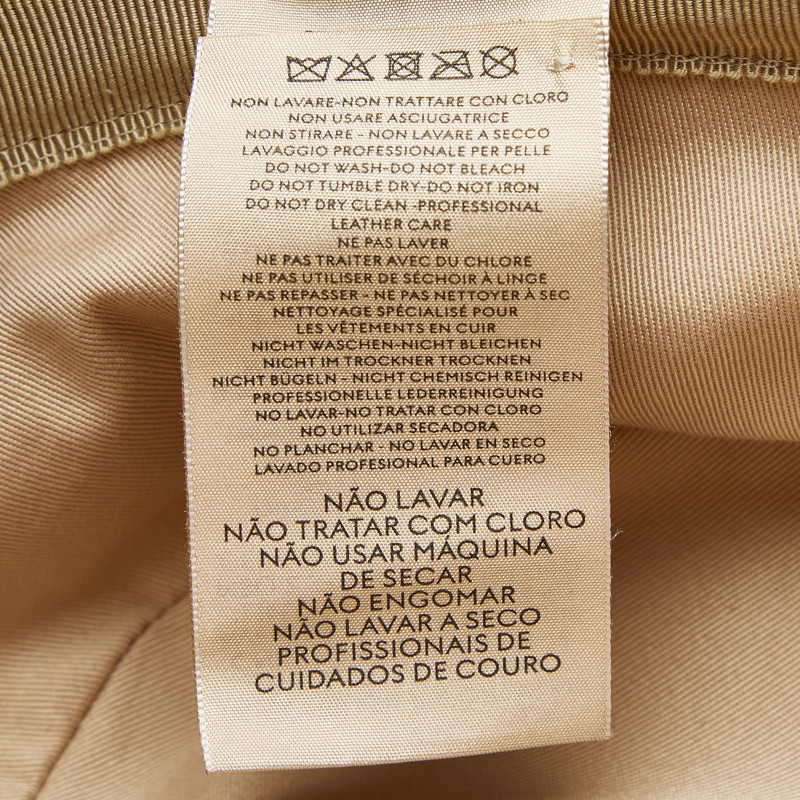 NON LAVARE-NON TRATTARE CON CLORO
NON USARE ASCIUGATRICE
NON STIRARE - NON LAVARE A SECCO
LAVAGGIO PROFESSIONALE PER PELLE
DO NOT WASH-DO NOT BLEACH
DO NOT TUMBLE DRY-DO NOT IRON
DO NOT DRY CLEAN -PROFESSIONAL
LEATHER CARE
NE PAS LAVER
NE PAS TRAITER AVEC DU CHLORE
NE PAS UTILISER DE SÉCHOIR À LINGE
NE PAS REPASSER - NE PAS NETTOYER À SEC
NETTOYAGE SPÉCIALISÉ POUR
LES VÊTEMENTS EN CUIR
NICHT WASCHEN-NICHT BLEICHEN
NICHT IM TROCKNER TROCKNEN
NICHT BÜGELN - NICHT CHEMISCH REINIGEN
PROFESSIONELLE LEDERREINIGUNG
NO LAVAR-NO TRATAR CON CLORO
NO UTILIZAR SECADORA
NO PLANCHAR - NO LAVAR EN SECO
LAVADO PROFESIONAL PARA CUERO
NÃO LAVAR
NÃO TRATAR COM CLORO
NÃO USAR MÁQUINA
DE SECAR
NÃO ENGOMAR
NÃO LAVAR A SECO
PROFISSIONAIS DE
CUIDADOS DE COURO